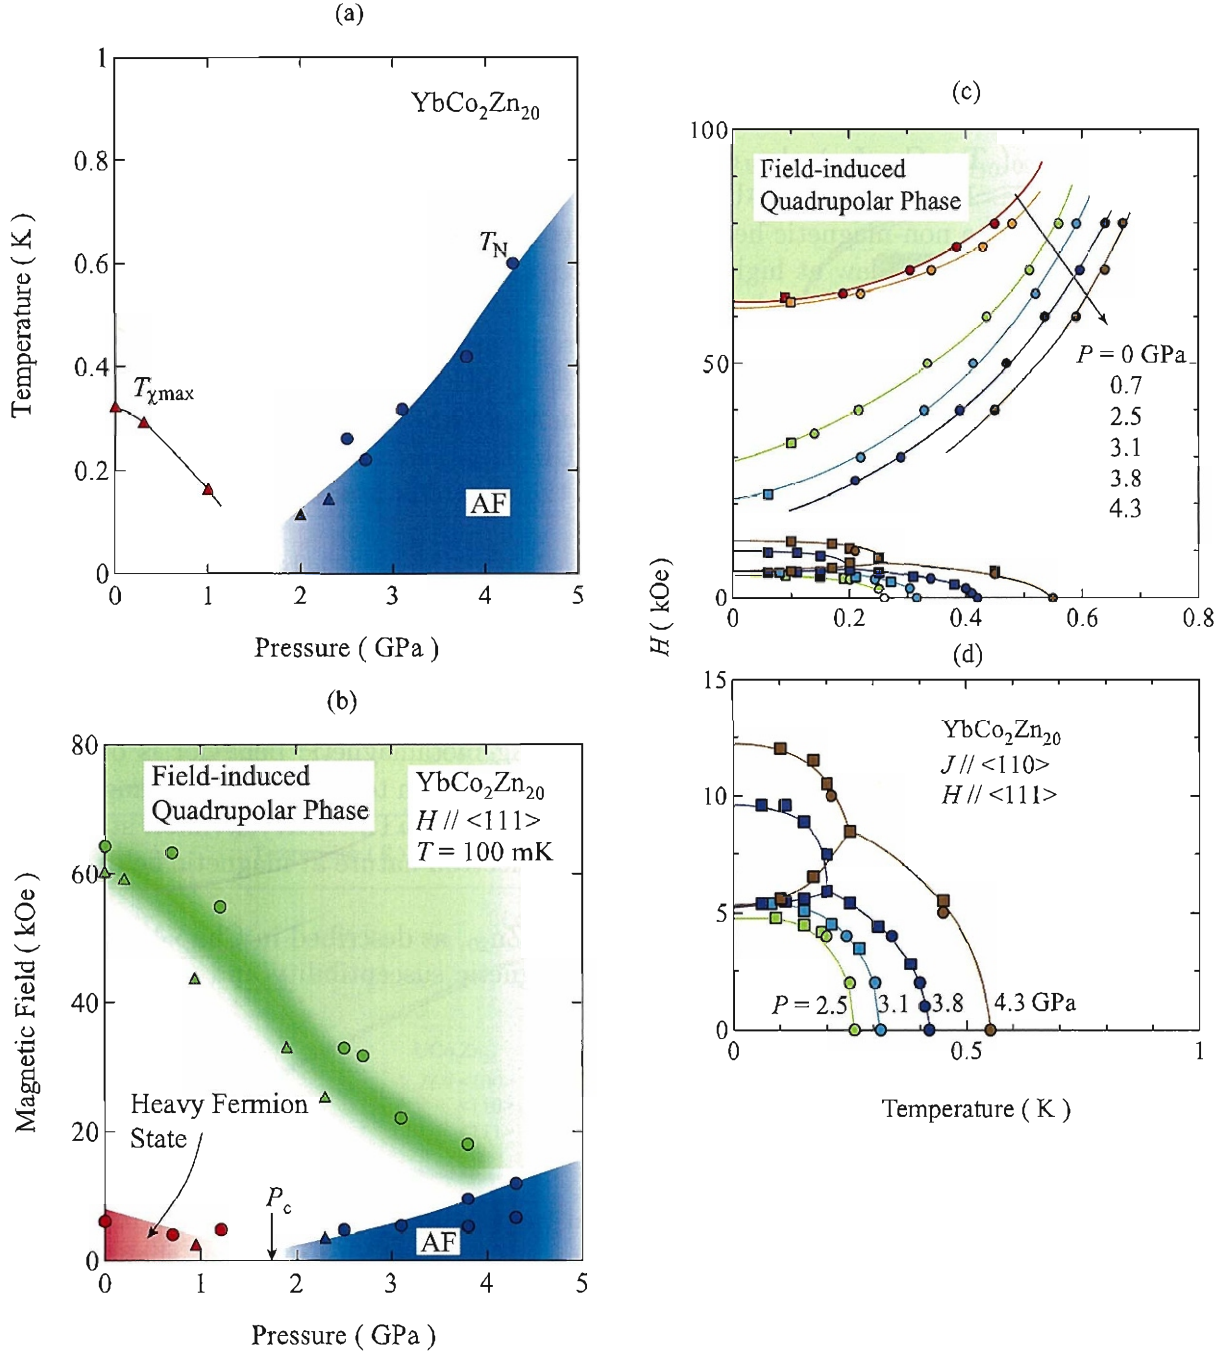 (a)
1
0.8
0.6
0.4
0.2
0
0
1
2
3
4
5
Temperature ( K )
Pressure ( GPa )
YbCo2Zn20
TN
Tχmax
AF
(b)
80
60
40
20
0
0
1
2
3
4
5
Magnetic Field ( kOe )
Pressure ( GPa )
Field-induced
Quadrupolar Phase
YbCo2Zn20
H // <111>
T = 100 mK
Heavy Fermion
State
Pc
AF
(c)
100
50
0
0
0.2
0.4
0.6
0.8
H ( kOe )
Field-induced
Quadrupolar Phase
P = 0 GPa
0.7
2.5
3.1
3.8
4.3
(d)
15
10
5
0
0
0.5
1
YbCo2Zn20
J // <110>
H // <111>
P = 2.5
3.1
3.8
4.3 GPa
Temperature ( K )